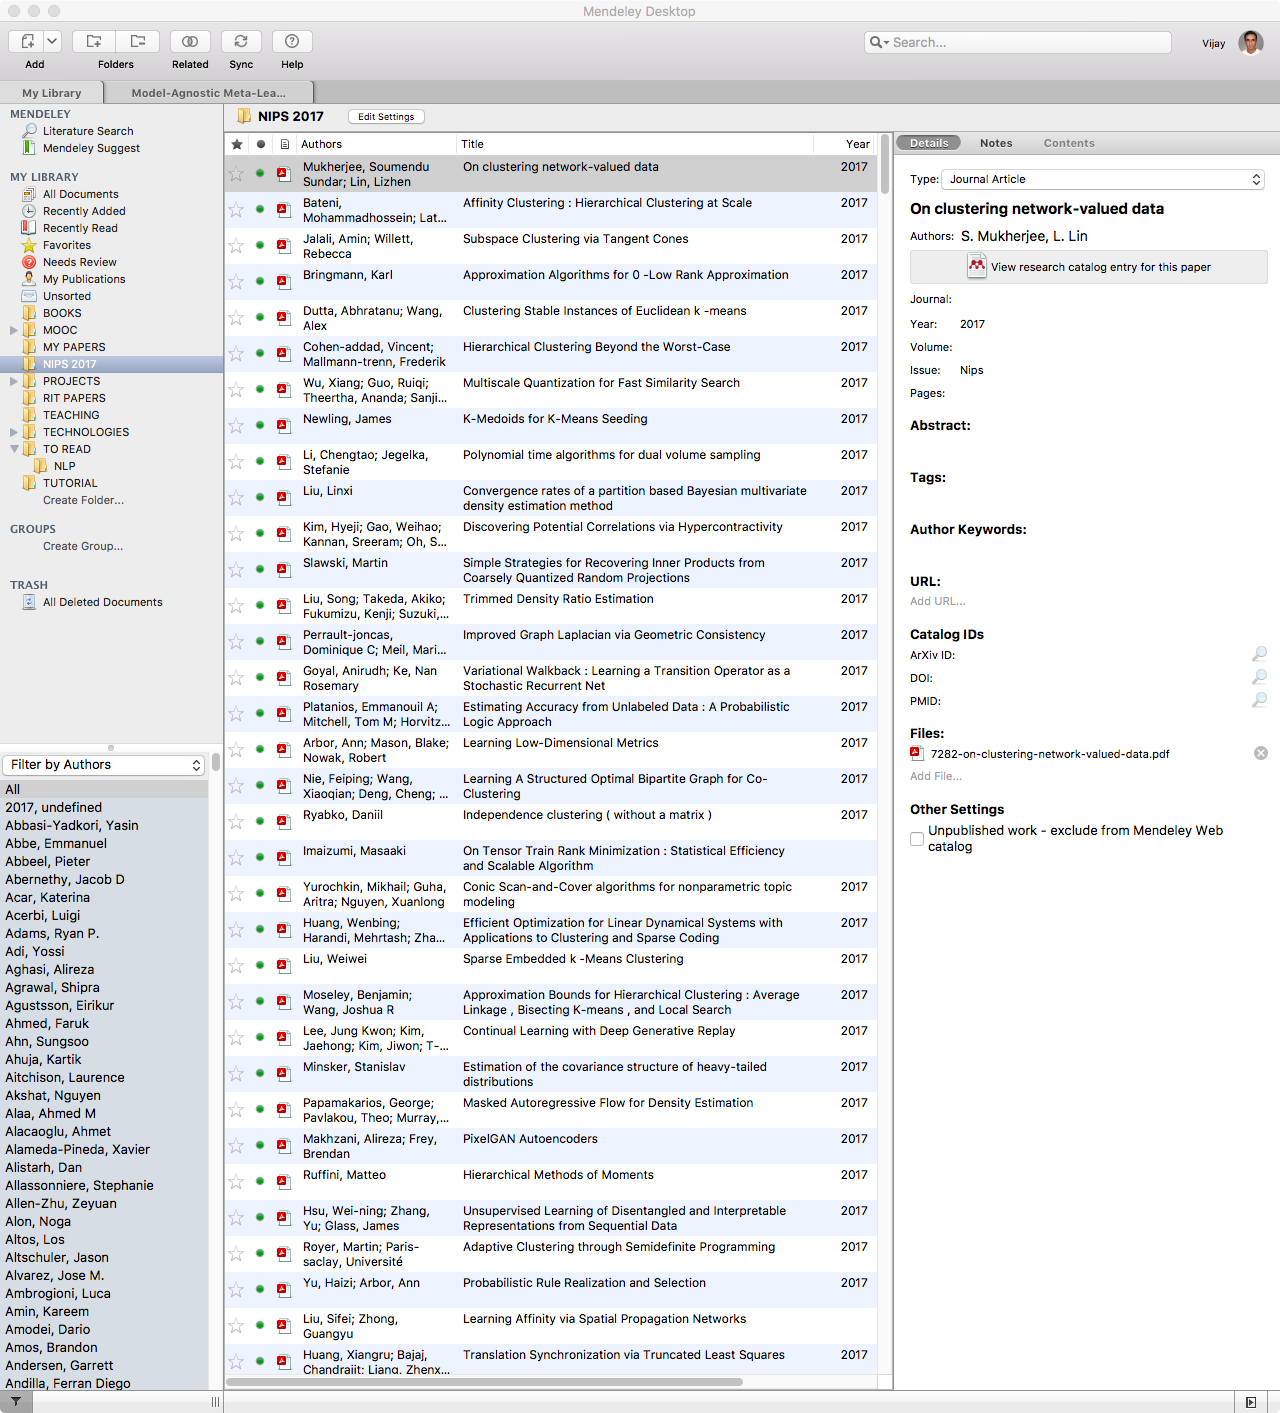 Mendeley Desktop
Add
Folders
Related
Sync
Help
Search...
Vijay
My Library
Model-Agnostic Meta-Lea...
MENDELEY
Literature Search
Mendeley Suggest
MY LIBRARY
All Documents
Recently Added
Recently Read
Favorites
Needs Review
My Publications
Unsorted
BOOKS
MOOC
MY PAPERS
NIPS 2017
PROJECTS
RIT PAPERS
TEACHING
TECHNOLOGIES
TO READ
NLP
TUTORIAL
Create Folder...
GROUPS
Create Group...
TRASH
All Deleted Documents
Filter by Authors
All
2017, undefined
Abbasi-Yadkori, Yasin
Abbe, Emmanuel
Abbeel, Pieter
Abernethy, Jacob D
Acar, Katerina
Acerbi, Luigi
Adams, Ryan P.
Adi, Yossi
Aghasi, Alireza
Agrawal, Shipra
Agustsson, Eirikur
Ahmed, Faruk
Ahn, Sungsoo
Ahuja, Kartik
Aitchison, Laurence
Akshat, Nguyen
Alaa, Ahmed M
Alacaoglu, Ahmet
Alameda-Pineda, Xavier
Alistarh, Dan
Allassonniere, Stephanie
Allen-Zhu, Zeyuan
Alon, Noga
Altos, Los
Altschuler, Jason
Alvarez, Jose M.
Ambrogioni, Luca
Amin, Kareem
Amodei, Dario
Amos, Brandon
Andersen, Garrett
Andilla, Ferran Diego
NIPS 2017
Edit Settings
Authors Title Year
Mukherjee, Soumendu On clustering network-valued data 2017
Sundar; Lin, Lizhen
Bateni, Affinity Clustering : Hierarchical Clustering at Scale 2017
Mohammadhossein; Lat...
Jalali, Amin; Willett, Subspace Clustering via Tangent Cones 2017
Rebecca
Bringmann, Karl Approximation Algorithms for 0 -Low Rank Approximation 2017
Dutta, Abhratanu; Wang, Clustering Stable Instances of Euclidean k -means 2017
Alex
Cohen-addad, Vincent; Hierarchical Clustering Beyond the Worst-Case 2017
Mallmann-trenn, Frederik
Wu, Xiang; Guo, Ruiqi; Multiscale Quantization for Fast Similarity Search 2017
Theertha, Ananda; Sanji...
Newling, James K-Medoids for K-Means Seeding 2017
Li, Chengtao; Jegelka, Polynomial time algorithms for dual volume sampling 2017
Stefanie
Liu, Linxi Convergence rates of a partition based Bayesian multivariate 2017
density estimation method
Kim, Hyeji; Gao, Weihao; Discovering Potential Correlations via Hypercontractivity 2017
Kannan, Sreeram; Oh, S...
Slawski, Martin Simple Strategies for Recovering Inner Products from 2017
Coarsely Quantized Random Projections
Liu, Song; Takeda, Akiko; Trimmed Density Ratio Estimation 2017
Fukumizu, Kenji; Suzuki,...
Perrault-joncas, Improved Graph Laplacian via Geometric Consistency 2017
Dominique C; Meil, Mari...
Goyal, Anirudh; Ke, Nan Variational Walkback : Learning a Transition Operator as a 2017
Rosemary Stochastic Recurrent Net
Platanios, Emmanouil A; Estimating Accuracy from Unlabeled Data : A Probabilistic 2017
Mitchell, Tom M; Horvitz... Logic Approach
Arbor, Ann; Mason, Blake; Learning Low-Dimensional Metrics 2017
Nowak, Robert
Nie, Feiping; Wang, Learning A Structured Optimal Bipartite Graph for Co- 2017
Xiaoqian; Deng, Cheng; ... Clustering
Ryabko, Daniil Independence clustering ( without a matrix ) 2017
Imaizumi, Masaaki On Tensor Train Rank Minimization : Statistical Efficiency 2017
and Scalable Algorithm
Yurochkin, Mikhail; Guha, Conic Scan-and-Cover algorithms for nonparametric topic 2017
Aritra; Nguyen, Xuanlong modeling
Huang, Wenbing; Efficient Optimization for Linear Dynamical Systems with 2017
Harandi, Mehrtash; Zha... Applications to Clustering and Sparse Coding
Liu, Weiwei Sparse Embedded k -Means Clustering 2017
Moseley, Benjamin; Approximation Bounds for Hierarchical Clustering : Average 2017
Wang, Joshua R Linkage , Bisecting K-means , and Local Search
Lee, Jung Kwon; Kim, Continual Learning with Deep Generative Replay 2017
Jaehong; Kim, Jiwon; T-...
Minsker, Stanislav Estimation of the covariance structure of heavy-tailed 2017
distributions
Papamakarios, George; Masked Autoregressive Flow for Density Estimation 2017
Pavlakou, Theo; Murray,...
Makhzani, Alireza; Frey, PixelGAN Autoencoders 2017
Brendan
Ruffini, Matteo Hierarchical Methods of Moments 2017
Hsu, Wei-ning; Zhang, Unsupervised Learning of Disentangled and Interpretable 2017
Yu; Glass, James Representations from Sequential Data
Royer, Martin; Paris- Adaptive Clustering through Semidefinite Programming 2017
saclay, Université
Yu, Haizi; Arbor, Ann Probabilistic Rule Realization and Selection 2017
Liu, Sifei; Zhong, Learning Affinity via Spatial Propagation Networks
Guangyu
Huang, Xiangru; Bajaj, Translation Synchronization via Truncated Least Squares 2017
Chandrajit; Liang, Zhenx...
Details
Notes
Contents
Type: Journal Article
On clustering network-valued data
Authors: S. Mukherjee, L. Lin
View research catalog entry for this paper
Journal:
Year: 2017
Volume:
Issue: Nips
Pages:
Abstract:
Tags:
Author Keywords:
URL:
Add URL...
Catalog IDs
ArXiv ID:
DOI:
PMID:
Files:
7282-on-clustering-network-valued-data.pdf
Add File...
Other Settings
Unpublished work - exclude from Mendeley Web
catalog